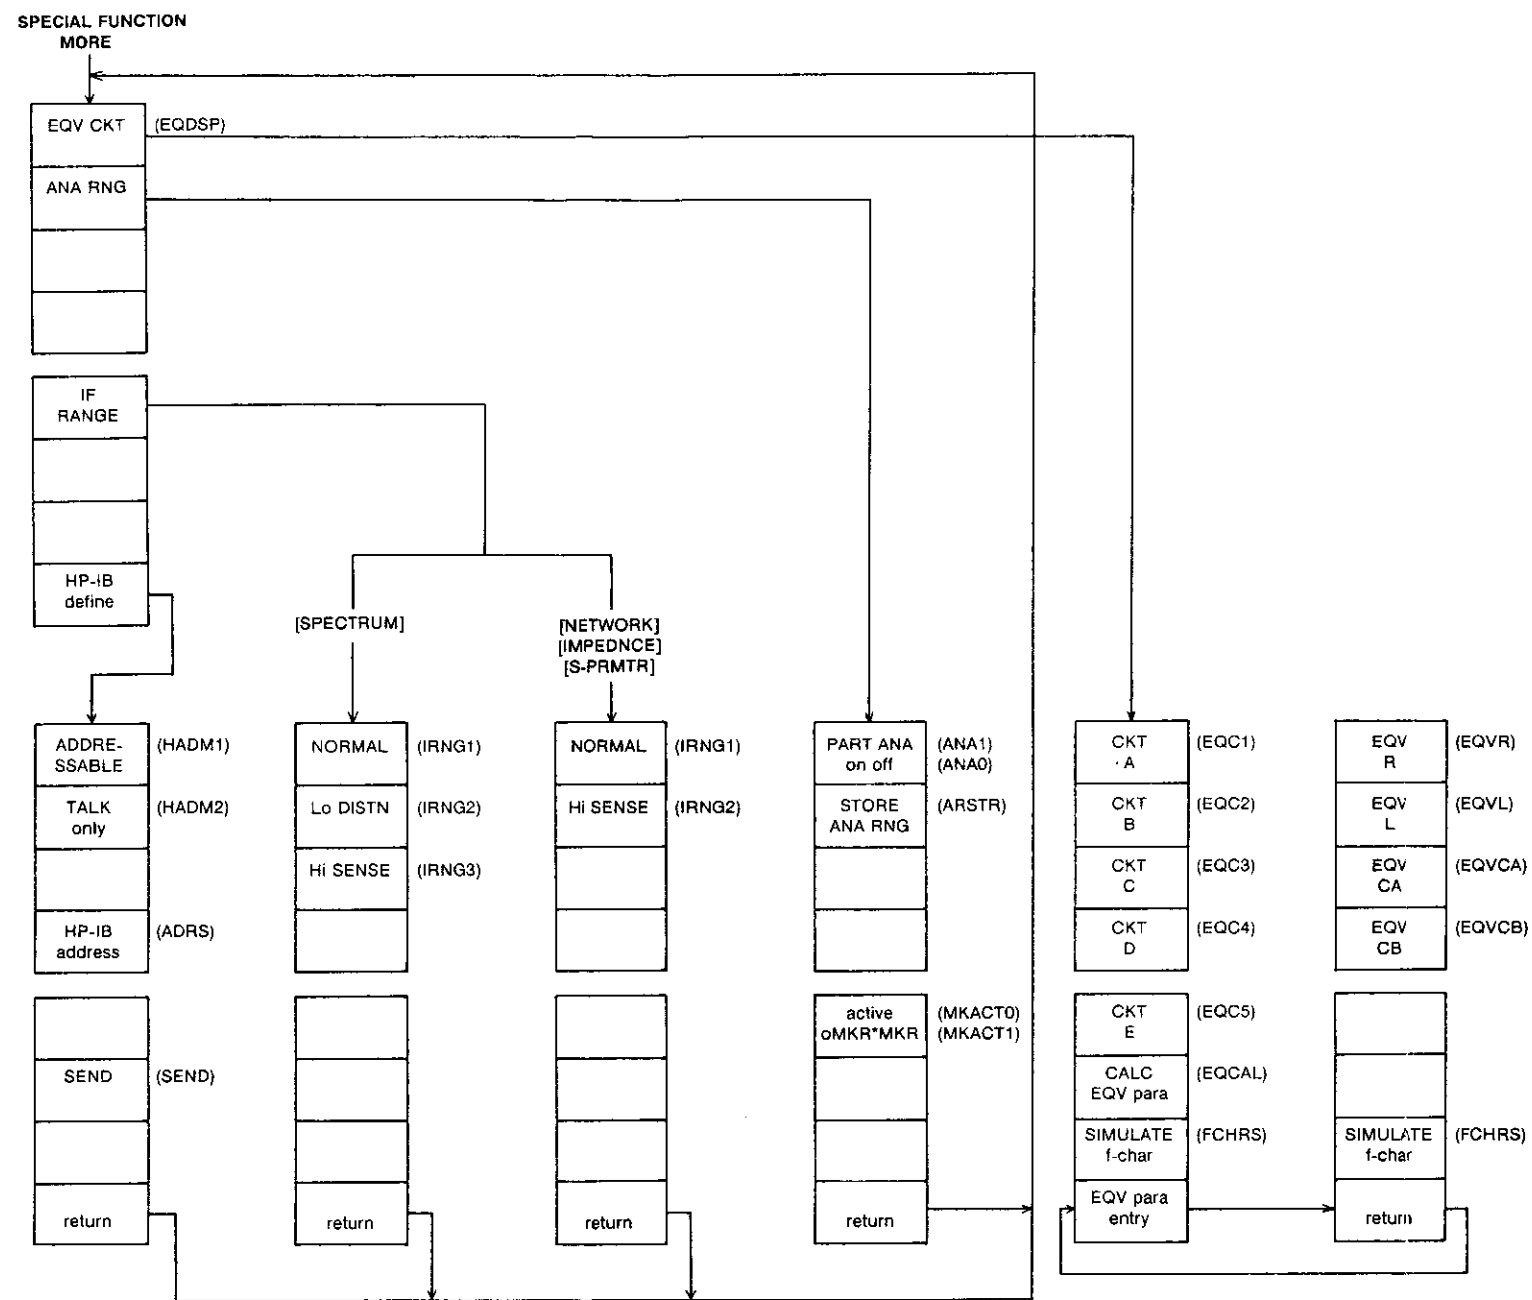 SPECIAL FUNCTION
MORE
EQV CKT
(EQDSP)
ANA RNG
IF
RANGE
HP-IB
define
[SPECTRUM]
[NETWORK]
[IMPEDNCE]
[S-PRMTR]
ADDRE-
SSABLE
(HADM1)
TALK
only
(HADM2)
HP-IB
address
(ADRS)
SEND
(SEND)
return
NORMAL
(IRNG1)
Lo DISTN
(IRNG2)
Hi SENSE
(IRNG3)
return
NORMAL
(IRNG1)
Hi SENSE
(IRNG2)
return
PART ANA
on off
(ANA1)
(ANA0)
STORE
ANA RNG
(ARSTR)
active
oMKR*MKR
(MKACT0)
(MKACT1)
return
CKT
A
(EQC1)
CKT
B
(EQC2)
CKT
C
(EQC3)
CKT
D
(EQC4)
CKT
E
(EQC5)
CALC
EQV para
(EQCAL)
SIMULATE
f-char
(FCHRS)
EQV para
entry
EQV
R
(EQVR)
EQV
L
(EQVL)
EQV
CA
(EQVCA)
EQV
CB
(EQVCB)
SIMULATE
f-char
(FCHRS)
return